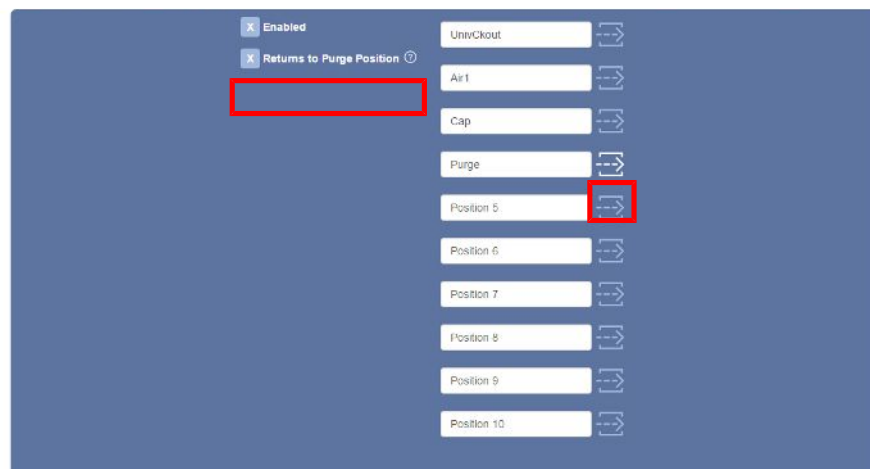 X Enabled
X Returns to Purge Position ?
UnivCkout
Air1
Cap
Purge
Position 5
Position 6
Position 7
Position 8
Position 9
Position 10